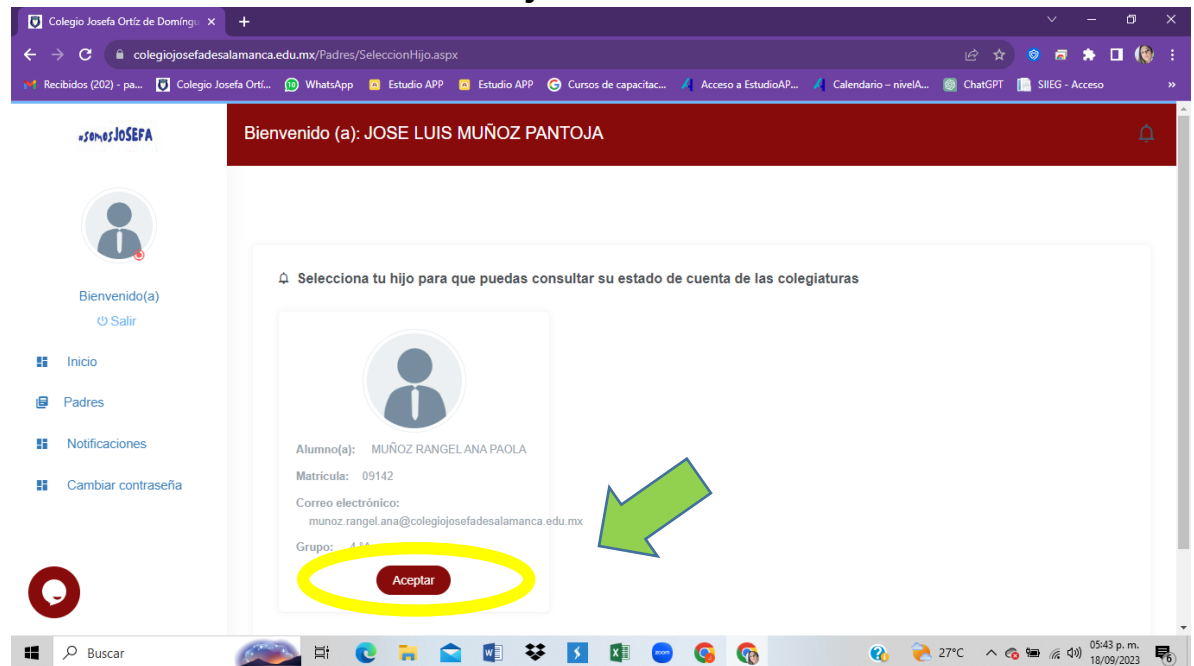 Colegio Josefa Ortíz de Domíngu
colegiojosefadesalamanca.edu.mx/Padres/SeleccionHijo.aspx
Recibidos (202) - pa... Colegio Josefa Ortí... WhatsApp Estudio APP Estudio APP Cursos de capacitac... Acceso a EstudioAP... Calendario – nivelA... ChatGPT SIIEG - Acceso »
#somosJOSEFA
Bienvenido (a): JOSE LUIS MUÑOZ PANTOJA
Bienvenido(a)
Salir
Inicio
Padres
Notificaciones
Cambiar contraseña
Selecciona tu hijo para que puedas consultar su estado de cuenta de las colegiaturas
Alumno(a): MUÑOZ RANGEL ANA PAOLA
Matrícula: 09142
Correo electrónico:
munoz.rangel.ana@colegiojosefadesalamanca.edu.mx
Grupo:
Aceptar
Buscar
27°C
05:43 p. m.
18/09/2023
6